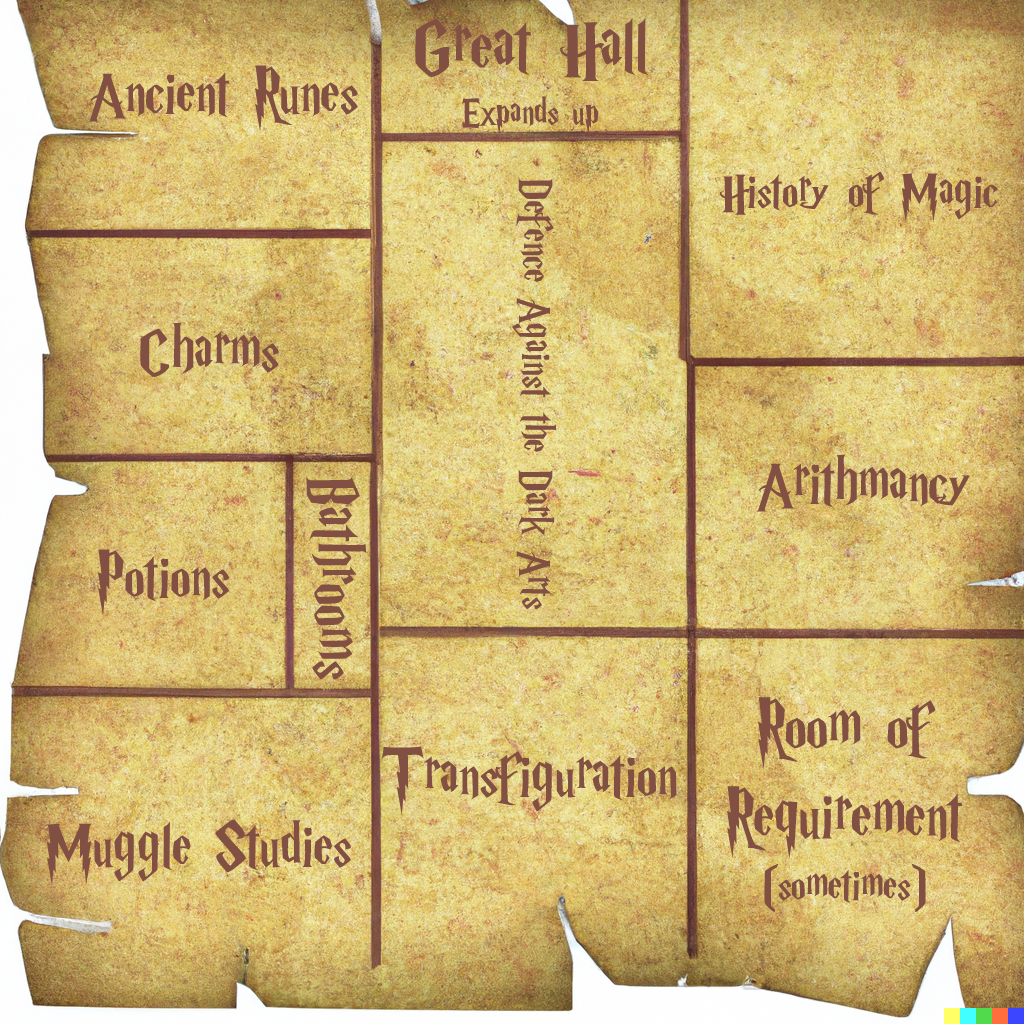 Ancient Runes
Great Hall
Expands up
History of Magic
Defence Against the Dark Arts
Charms
Arithmancy
Potions
Bathrooms
Muggle Studies
Transfiguration
Room of
Requirement
(sometimes)